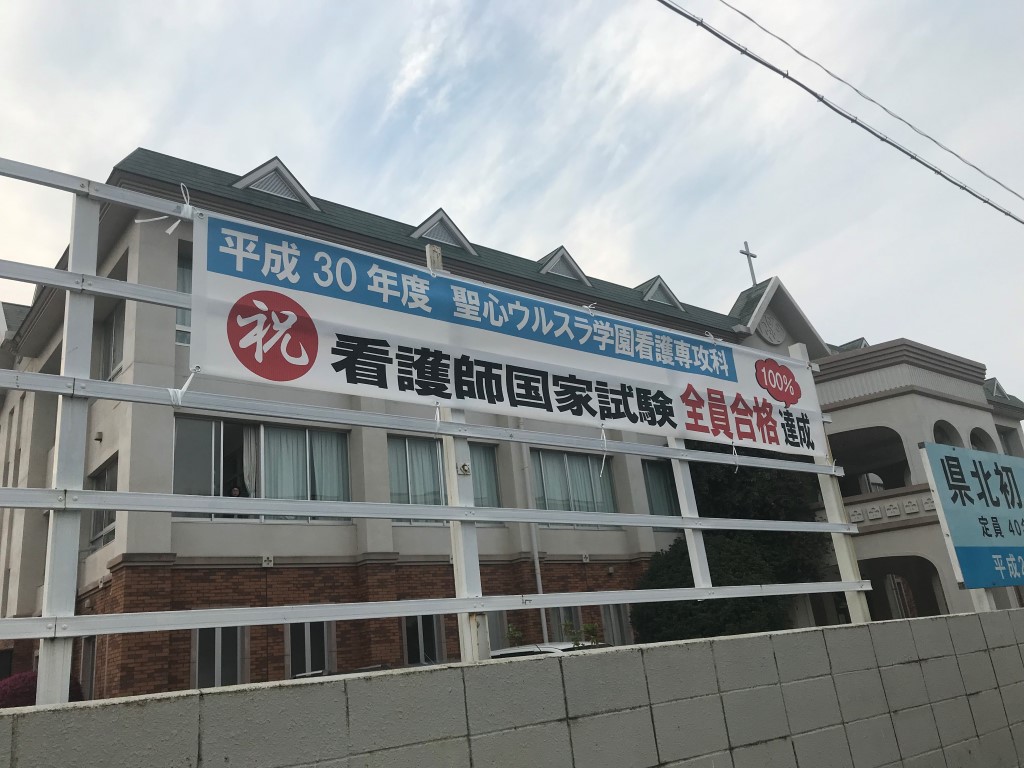 平成 30 年度 聖心ウルスラ学園看護専攻科
祝 看護師国家試験 全員合格 達成
100%
県北初
定員 40
平成2